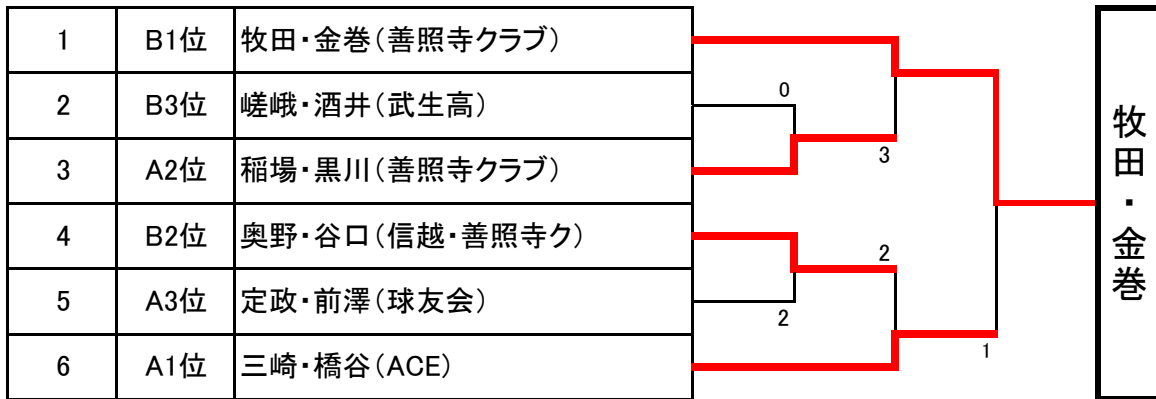 1 B1位 牧田・金巻(善照寺クラブ)
2 B3位 嵯峨・酒井(武生高)
3 A2位 稲場・黒川(善照寺クラブ)
4 B2位 奥野・谷口(信越・善照寺ク)
5 A3位 定政・前澤(球友会)
6 A1位 三崎・橋谷(ACE)
0
3
2
2
1
牧田・金巻